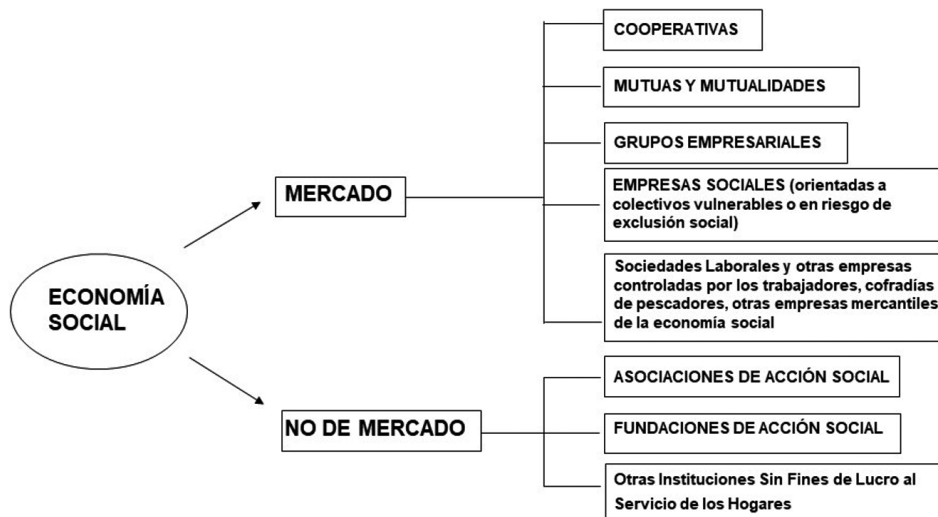 COOPERATIVAS
MUTUAS Y MUTUALIDADES
GRUPOS EMPRESARIALES
MERCADO
EMPRESAS SOCIALES (orientadas a
colectivos vulnerables o en riesgo de
exclusión social)
Sociedades Laborales y otras empresas
controladas por los trabajadores, cofradías
de pescadores, otras empresas mercantiles
de la economía social
ECONOMÍA
SOCIAL
ASOCIACIONES DE ACCIÓN SOCIAL
NO DE MERCADO
FUNDACIONES DE ACCIÓN SOCIAL
Otras Instituciones Sin Fines de Lucro al
Servicio de los Hogares